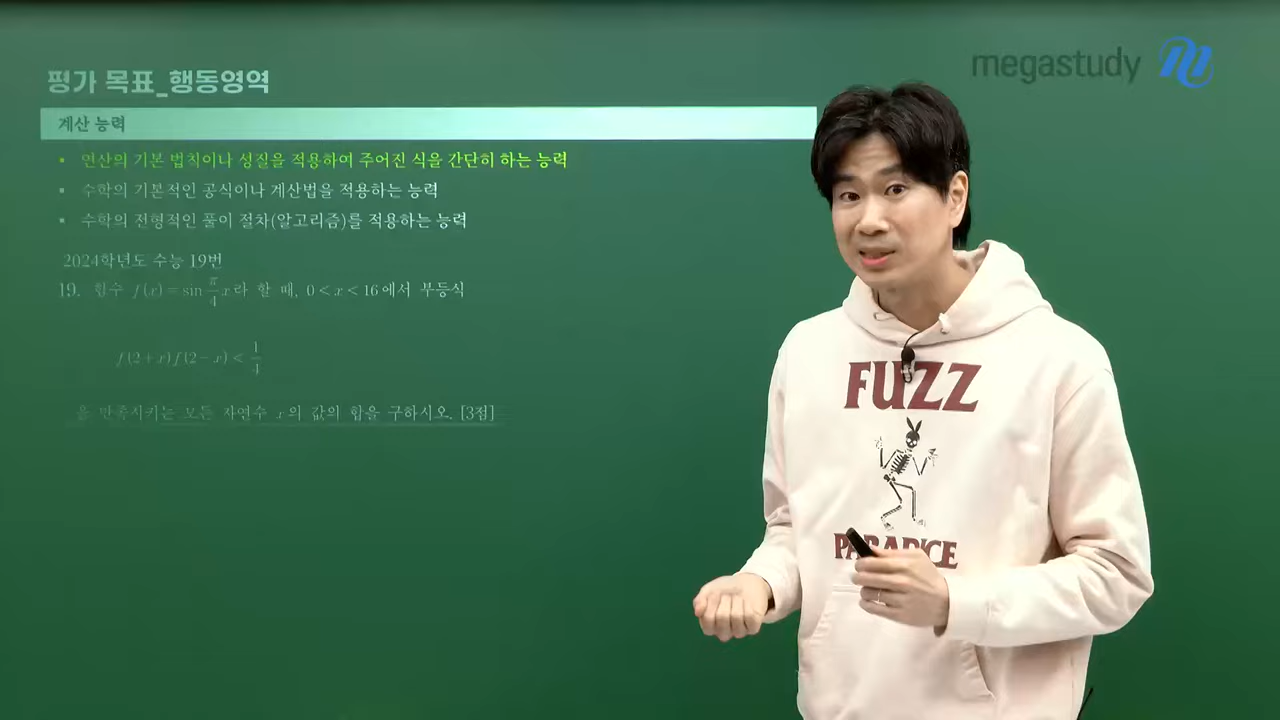 megastudy
평가 목표_행동영역
계산 능력
▪ 연산의 기본 법칙이나 성질을 적용하여 주어진 식을 간단히 하는 능력
▪ 수학의 기본적인 공식이나 계산법을 적용하는 능력
▪ 수학의 전형적인 풀이 절차(알고리즘)를 적용하는 능력
2024학년도 수능 19번
19. 함수 f(x)=sin π/4 x라 할 때, 0<x<16에서 부등식
f(2+x)f(2-x)< 1/4
을 만족시키는 모든 자연수 x의 값의 합을 구하시오. [3점]
FUZZ
PARADICE